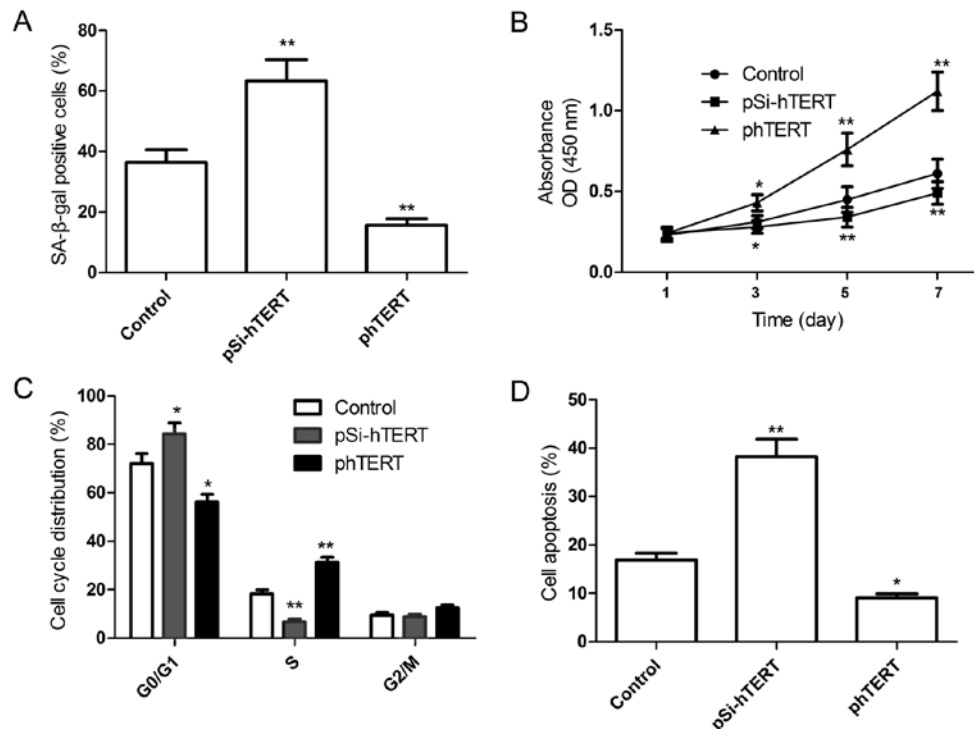 A
SA-β-gal positive cells (%)
80
60
40
20
0
**
**
Control
pSi-hTERT
phTERT
B
Absorbance
OD (450 nm)
1.5
1.0
0.5
0.0
Control
pSi-hTERT
phTERT
*
**
**
*
**
**
1 3 5 7
Time (day)
C
Cell cycle distribution (%)
100
80
60
40
20
0
Control
pSi-hTERT
phTERT
*
*
**
**
G0/G1
S
G2/M
D
Cell apoptosis (%)
50
40
30
20
10
0
**
*
Control
pSi-hTERT
phTERT